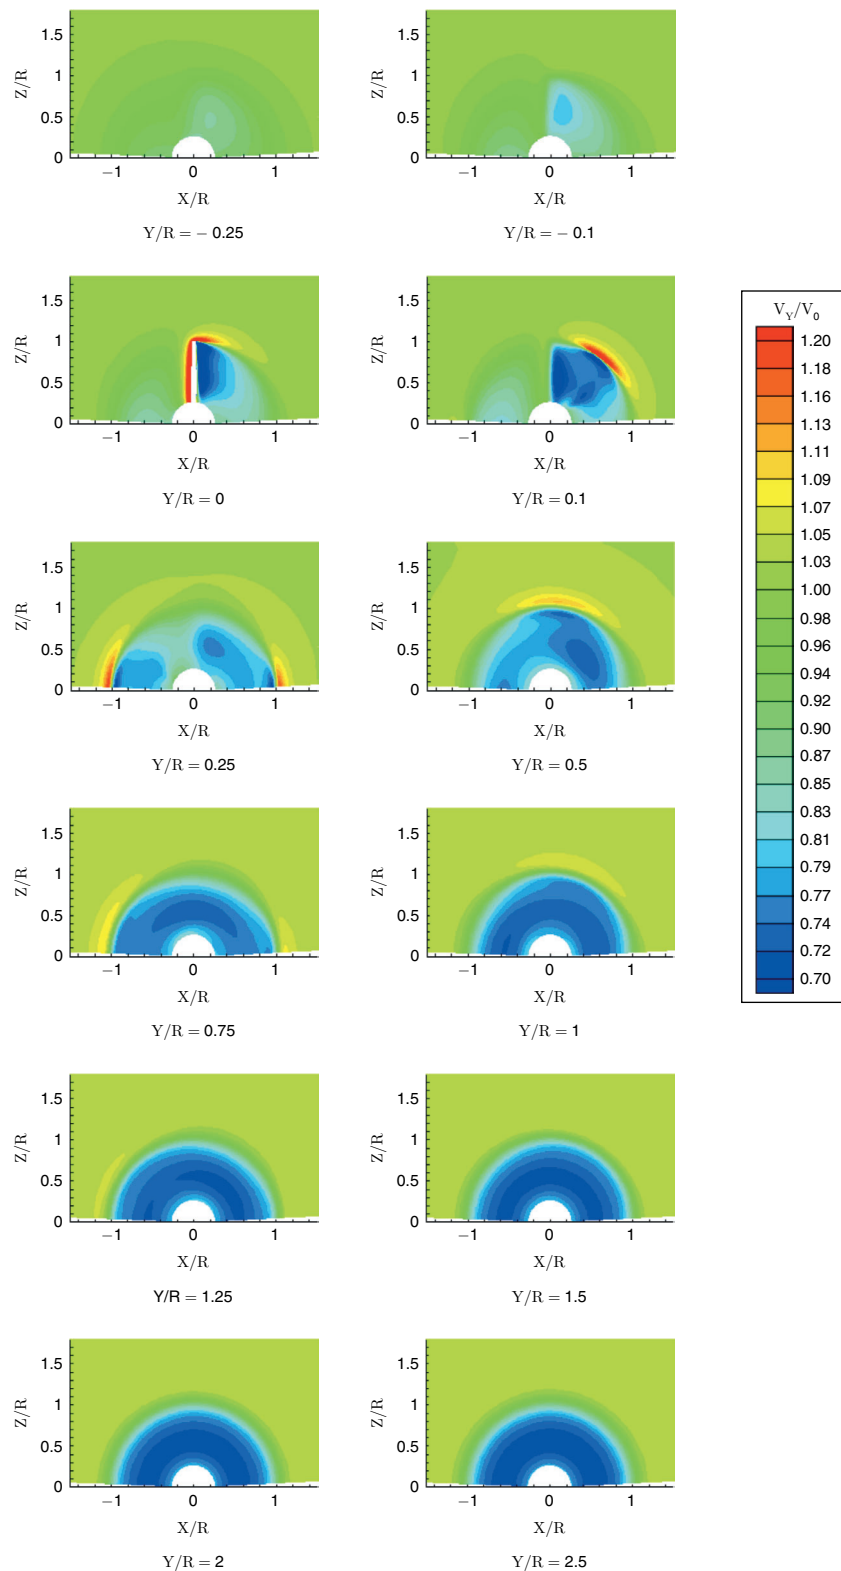 1.5
1
0.5
0
Z/R
−1 0 1
X/R
Y/R = − 0.25
1.5
1
0.5
0
Z/R
−1 0 1
X/R
Y/R = − 0.1
1.5
1
0.5
0
Z/R
−1 0 1
X/R
Y/R = 0
1.5
1
0.5
0
Z/R
−1 0 1
X/R
Y/R = 0.1
V_Y/V_0
1.20
1.18
1.16
1.13
1.11
1.09
1.07
1.05
1.03
1.00
0.98
0.96
0.94
0.92
0.90
0.87
0.85
0.83
0.81
0.79
0.77
0.74
0.72
0.70
1.5
1
0.5
0
Z/R
−1 0 1
X/R
Y/R = 0.25
1.5
1
0.5
0
Z/R
−1 0 1
X/R
Y/R = 0.5
1.5
1
0.5
0
Z/R
−1 0 1
X/R
Y/R = 0.75
1.5
1
0.5
0
Z/R
−1 0 1
X/R
Y/R = 1
1.5
1
0.5
0
Z/R
−1 0 1
X/R
Y/R = 1.25
1.5
1
0.5
0
Z/R
−1 0 1
X/R
Y/R = 1.5
1.5
1
0.5
0
Z/R
−1 0 1
X/R
Y/R = 2
1.5
1
0.5
0
Z/R
−1 0 1
X/R
Y/R = 2.5